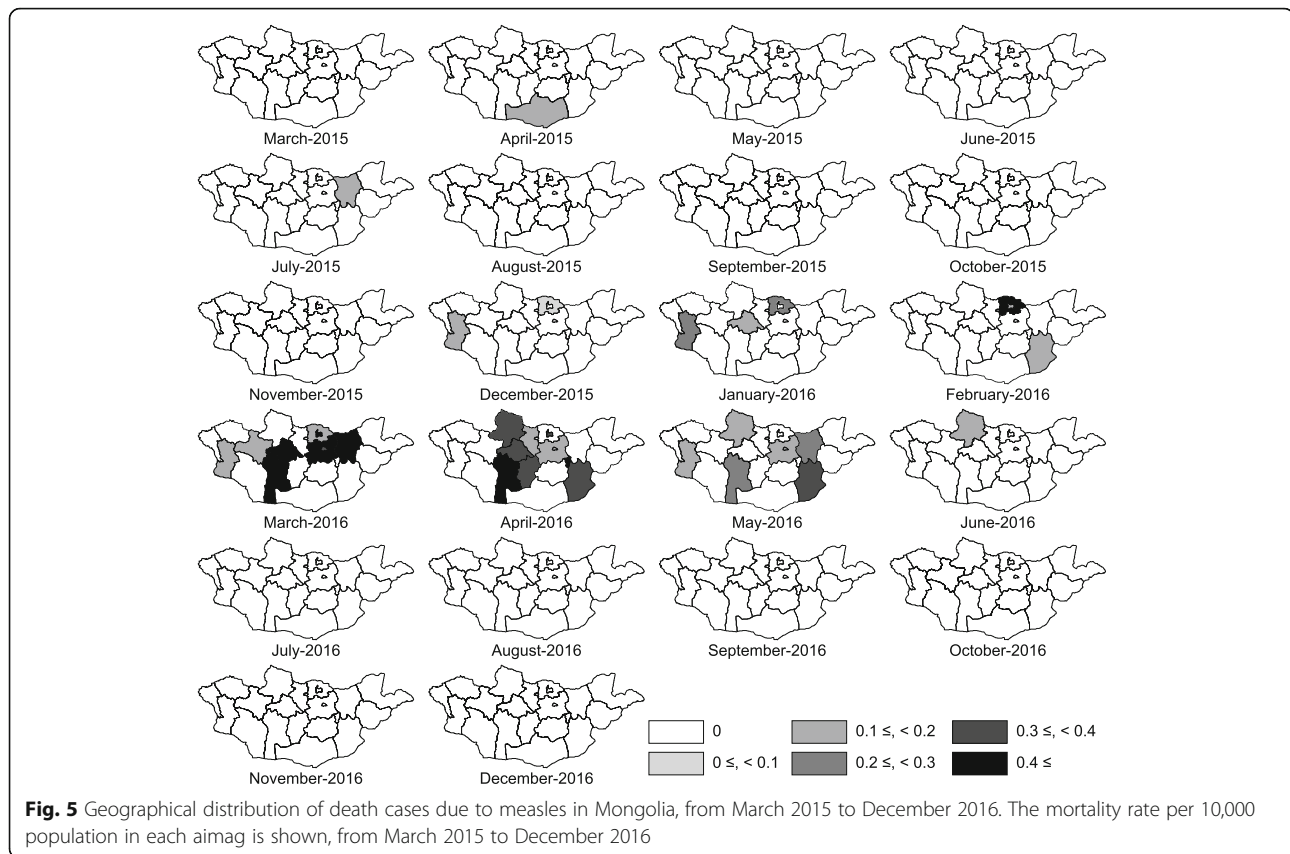 March-2015 April-2015 May-2015 June-2015
July-2015 August-2015 September-2015 October-2015
November-2015 December-2015 January-2016 February-2016
March-2016 April-2016 May-2016 June-2016
July-2016 August-2016 September-2016 October-2016
November-2016 December-2016
0 0.1 ≤, < 0.2 0.3 ≤, < 0.4
0 ≤, < 0.1 0.2 ≤, < 0.3 0.4 ≤
Fig. 5 Geographical distribution of death cases due to measles in Mongolia, from March 2015 to December 2016. The mortality rate per 10,000
population in each aimag is shown, from March 2015 to December 2016